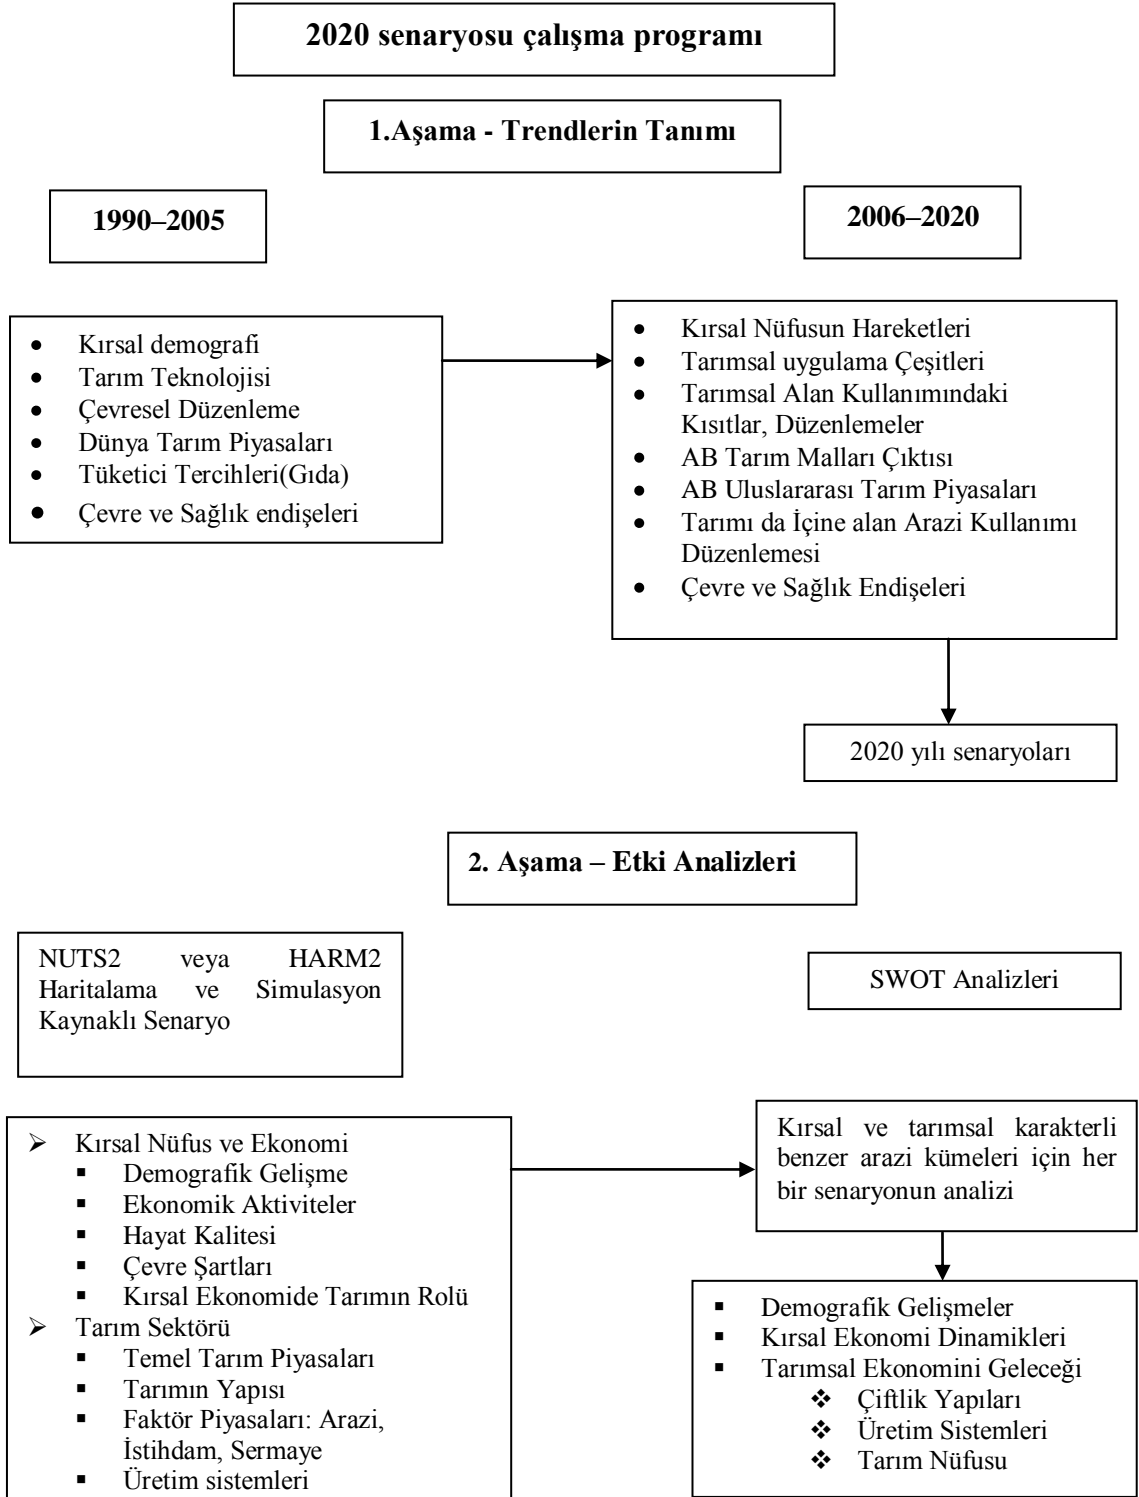 2020 senaryosu çalışma programı
1.Aşama - Trendlerin Tanımı
1990–2005
2006–2020
• Kırsal demografi
• Tarım Teknolojisi
• Çevresel Düzenleme
• Dünya Tarım Piyasaları
• Tüketici Tercihleri(Gıda)
• Çevre ve Sağlık endişeleri
• Kırsal Nüfusun Hareketleri
• Tarımsal uygulama Çeşitleri
• Tarımsal Alan Kullanımındaki
Kısıtlar, Düzenlemeler
• AB Tarım Malları Çıktısı
• AB Uluslararası Tarım Piyasaları
• Tarımı da İçine alan Arazi Kullanımı
Düzenlemesi
• Çevre ve Sağlık Endişeleri
2020 yılı senaryoları
2. Aşama – Etki Analizleri
NUTS2 veya HARM2
Haritalama ve Simulasyon
Kaynaklı Senaryo
SWOT Analizleri
➢ Kırsal Nüfus ve Ekonomi
▪ Demografik Gelişme
▪ Ekonomik Aktiviteler
▪ Hayat Kalitesi
▪ Çevre Şartları
▪ Kırsal Ekonomide Tarımın Rolü
➢ Tarım Sektörü
▪ Temel Tarım Piyasaları
▪ Tarımın Yapısı
▪ Faktör Piyasaları: Arazi,
İstihdam, Sermaye
▪ Üretim sistemleri
Kırsal ve tarımsal karakterli
benzer arazi kümeleri için her
bir senaryonun analizi
▪ Demografik Gelişmeler
▪ Kırsal Ekonomi Dinamikleri
▪ Tarımsal Ekonomini Geleceği
❖ Çiftlik Yapıları
❖ Üretim Sistemleri
❖ Tarım Nüfusu